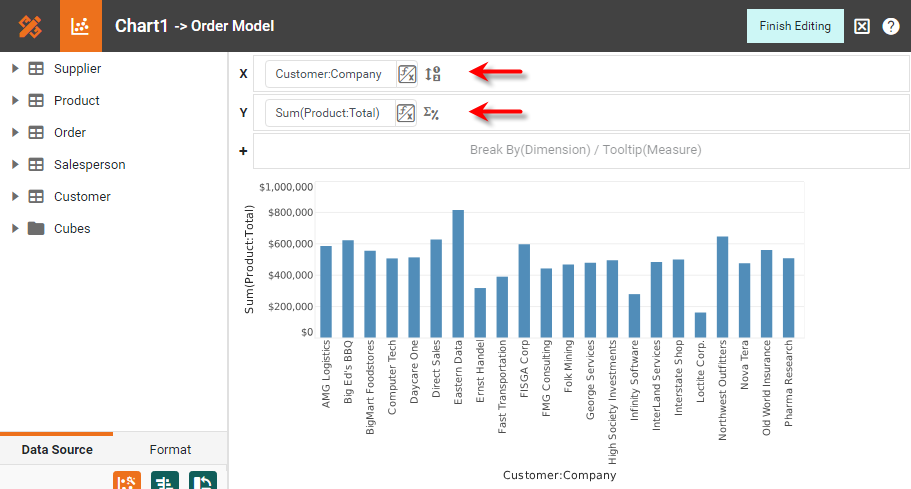 Chart1 -> Order Model
Finish Editing
?
Supplier
Product
Order
Salesperson
Customer
Cubes
X Customer:Company
Y Sum(Product:Total)
+ Break By(Dimension) / Tooltip(Measure)
$1,000,000
$800,000
$600,000
$400,000
$200,000
$0
Sum(Product:Total)
AMG Logistics
Big Ed's BBQ
BigMart Foodstores
Computer Tech
Daycare One
Direct Sales
Eastern Data
Ernst Handel
Fast Transportation
FISGA Corp
FMG Consulting
Folk Mining
George Services
High Society Investments
Infinity Software
InterLand Services
Interstate Shop
Loctite Corp.
Northwest Outfitters
Nova Tera
Old World Insurance
Pharma Research
Customer:Company
Data Source
Format